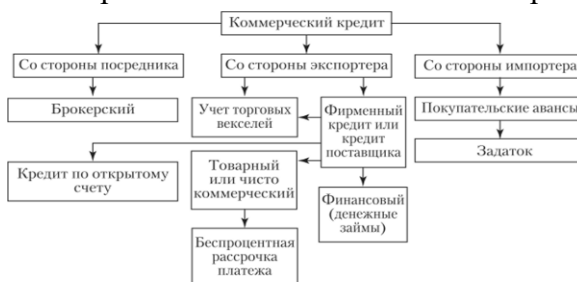 Коммерческий кредит
Со стороны посредника
Со стороны экспортера
Со стороны импортера
Брокерский
Учет торговых
векселей
Фирменный
кредит или
кредит
поставщика
Покупательские авансы
Задаток
Кредит по открытому
счету
Товарный
или чисто
коммерческий
Финансовый
(денежные
займы)
Беспроцентная
рассрочка
платежа